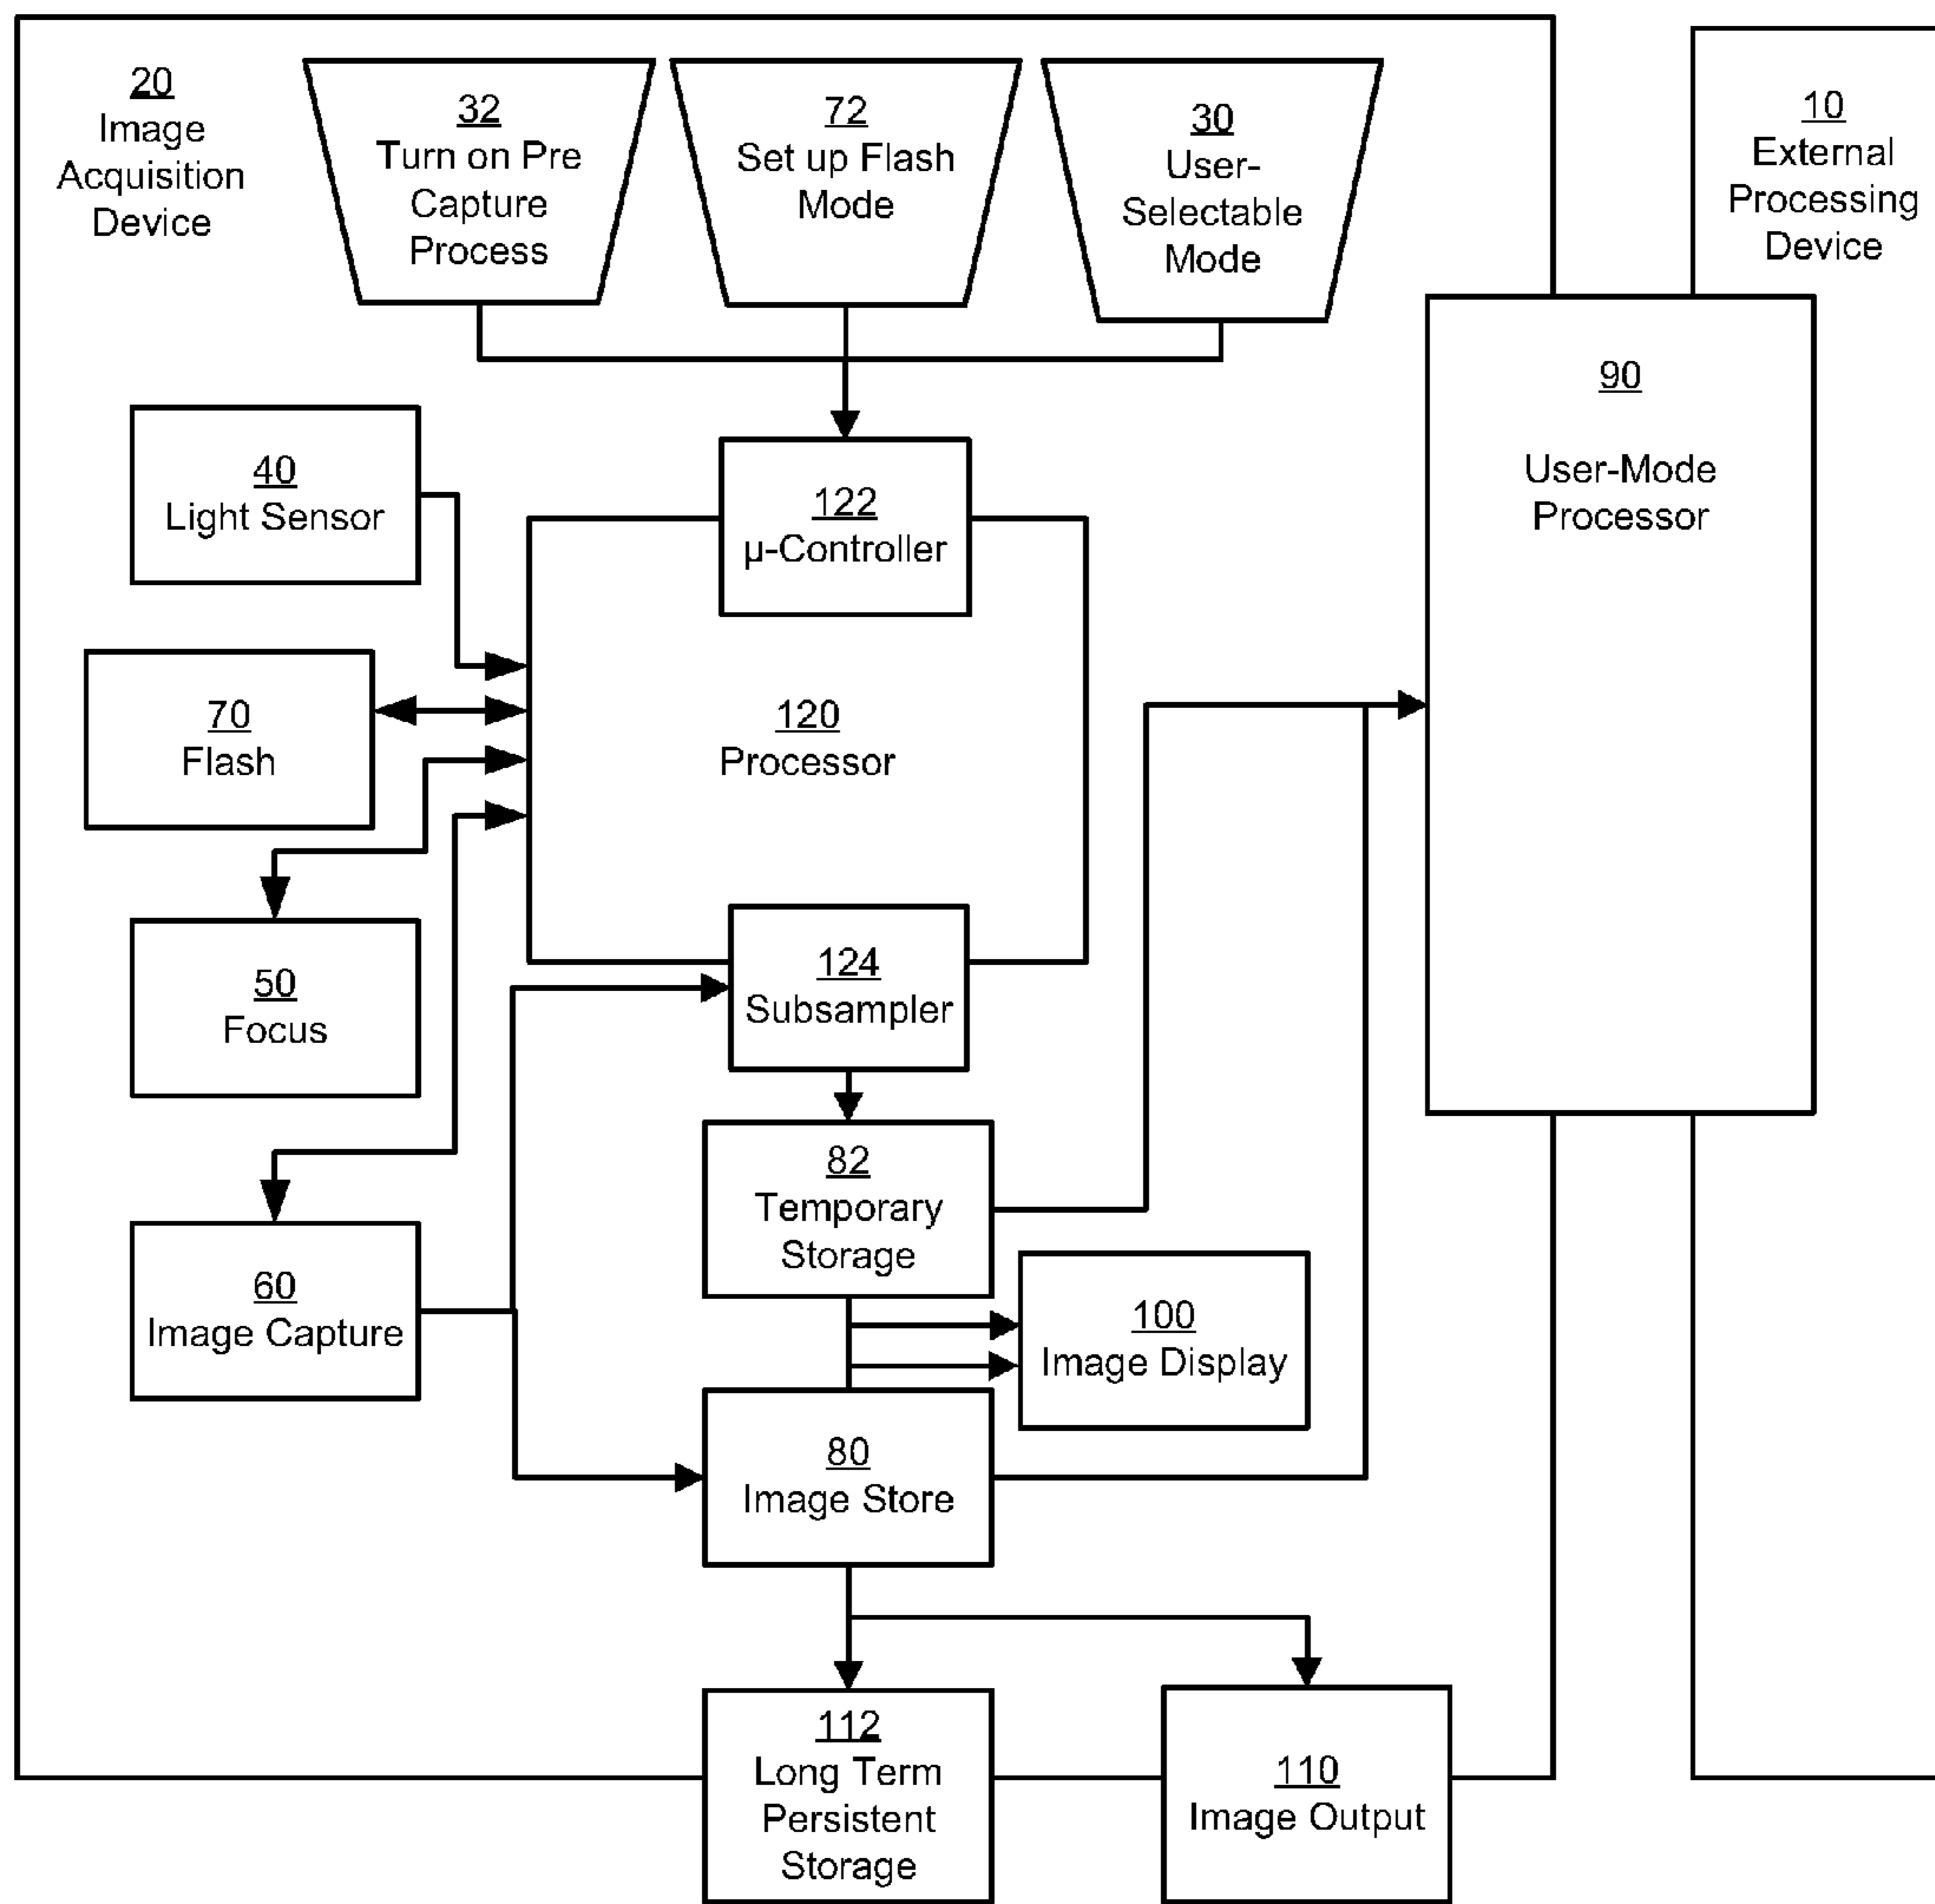 20
Image
Acquisition
Device
32
Turn on Pre
Capture
Process
72
Set up Flash
Mode
30
User-
Selectable
Mode
10
External
Processing
Device
90
User-Mode
Processor
40
Light Sensor
122
µ-Controller
70
Flash
120
Processor
50
Focus
124
Subsampler
82
Temporary
Storage
60
Image Capture
100
Image Display
80
Image Store
112
Long Term
Persistent
Storage
110
Image Output